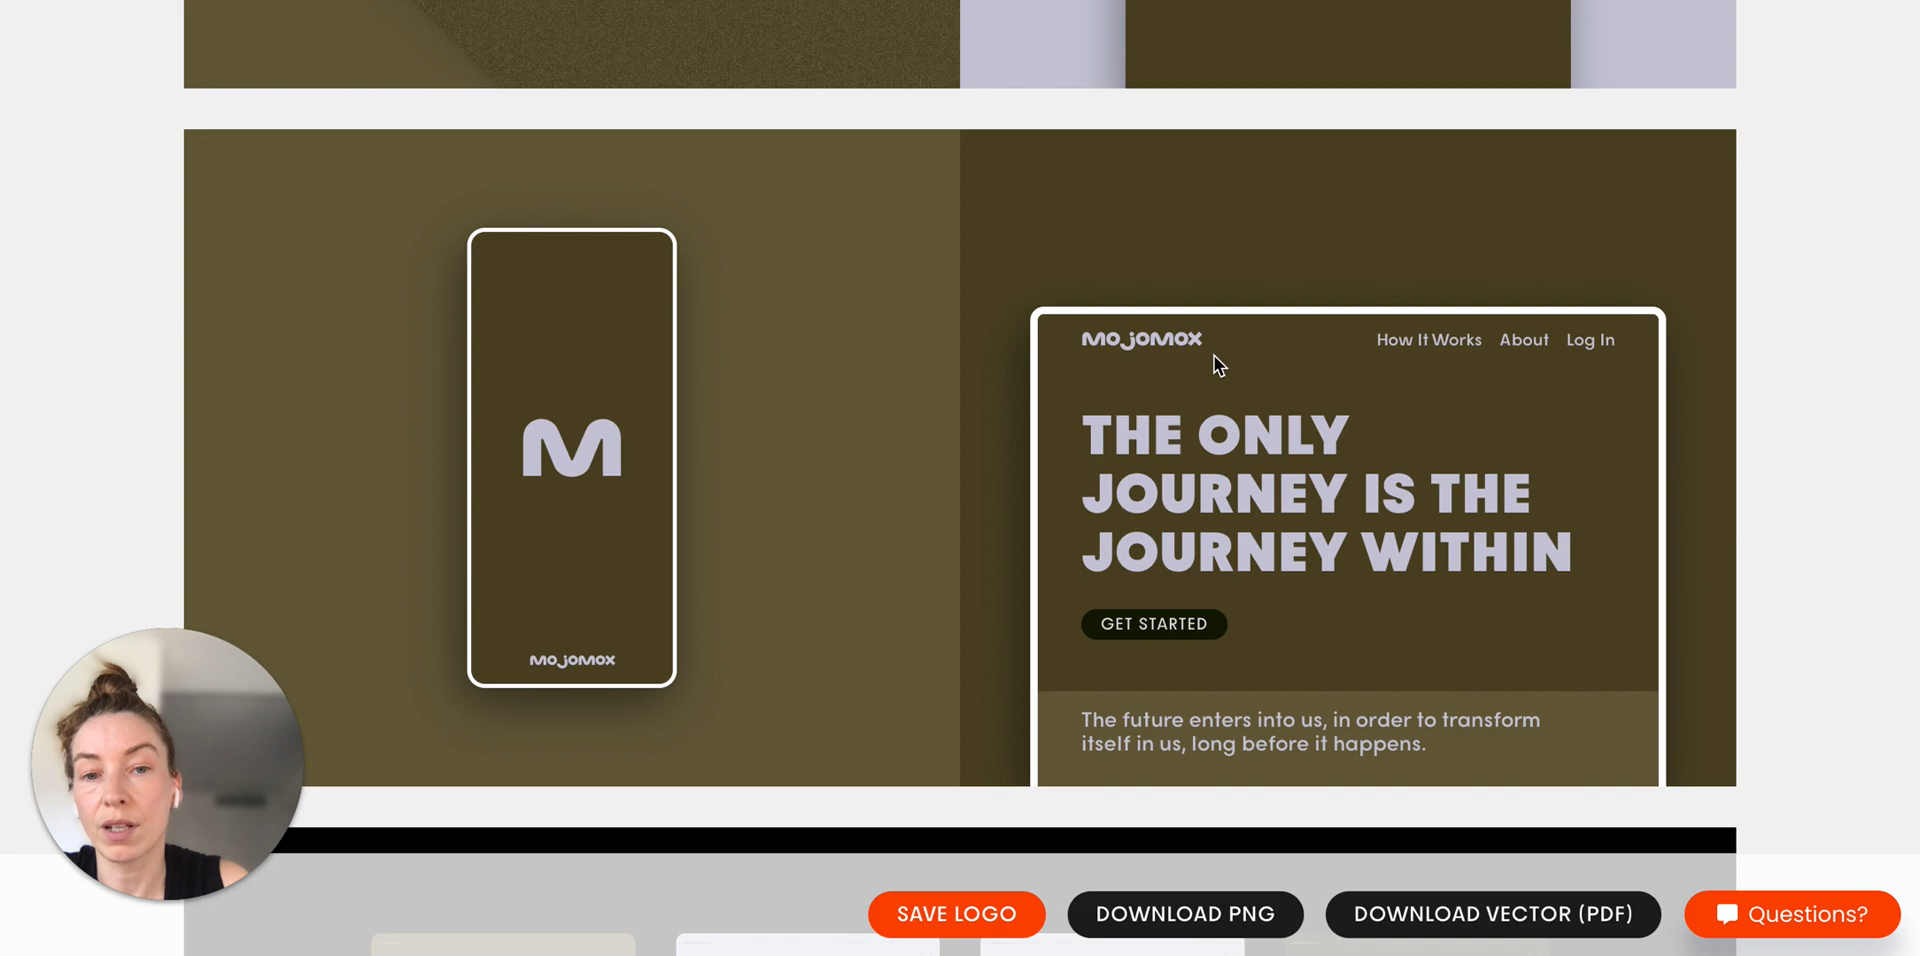 M
MOJOMOX
MOJOMOX
How It Works About Log In
THE ONLY
JOURNEY IS THE
JOURNEY WITHIN
GET STARTED
The future enters into us, in order to transform
itself in us, long before it happens.
SAVE LOGO
DOWNLOAD PNG
DOWNLOAD VECTOR (PDF)
Questions?